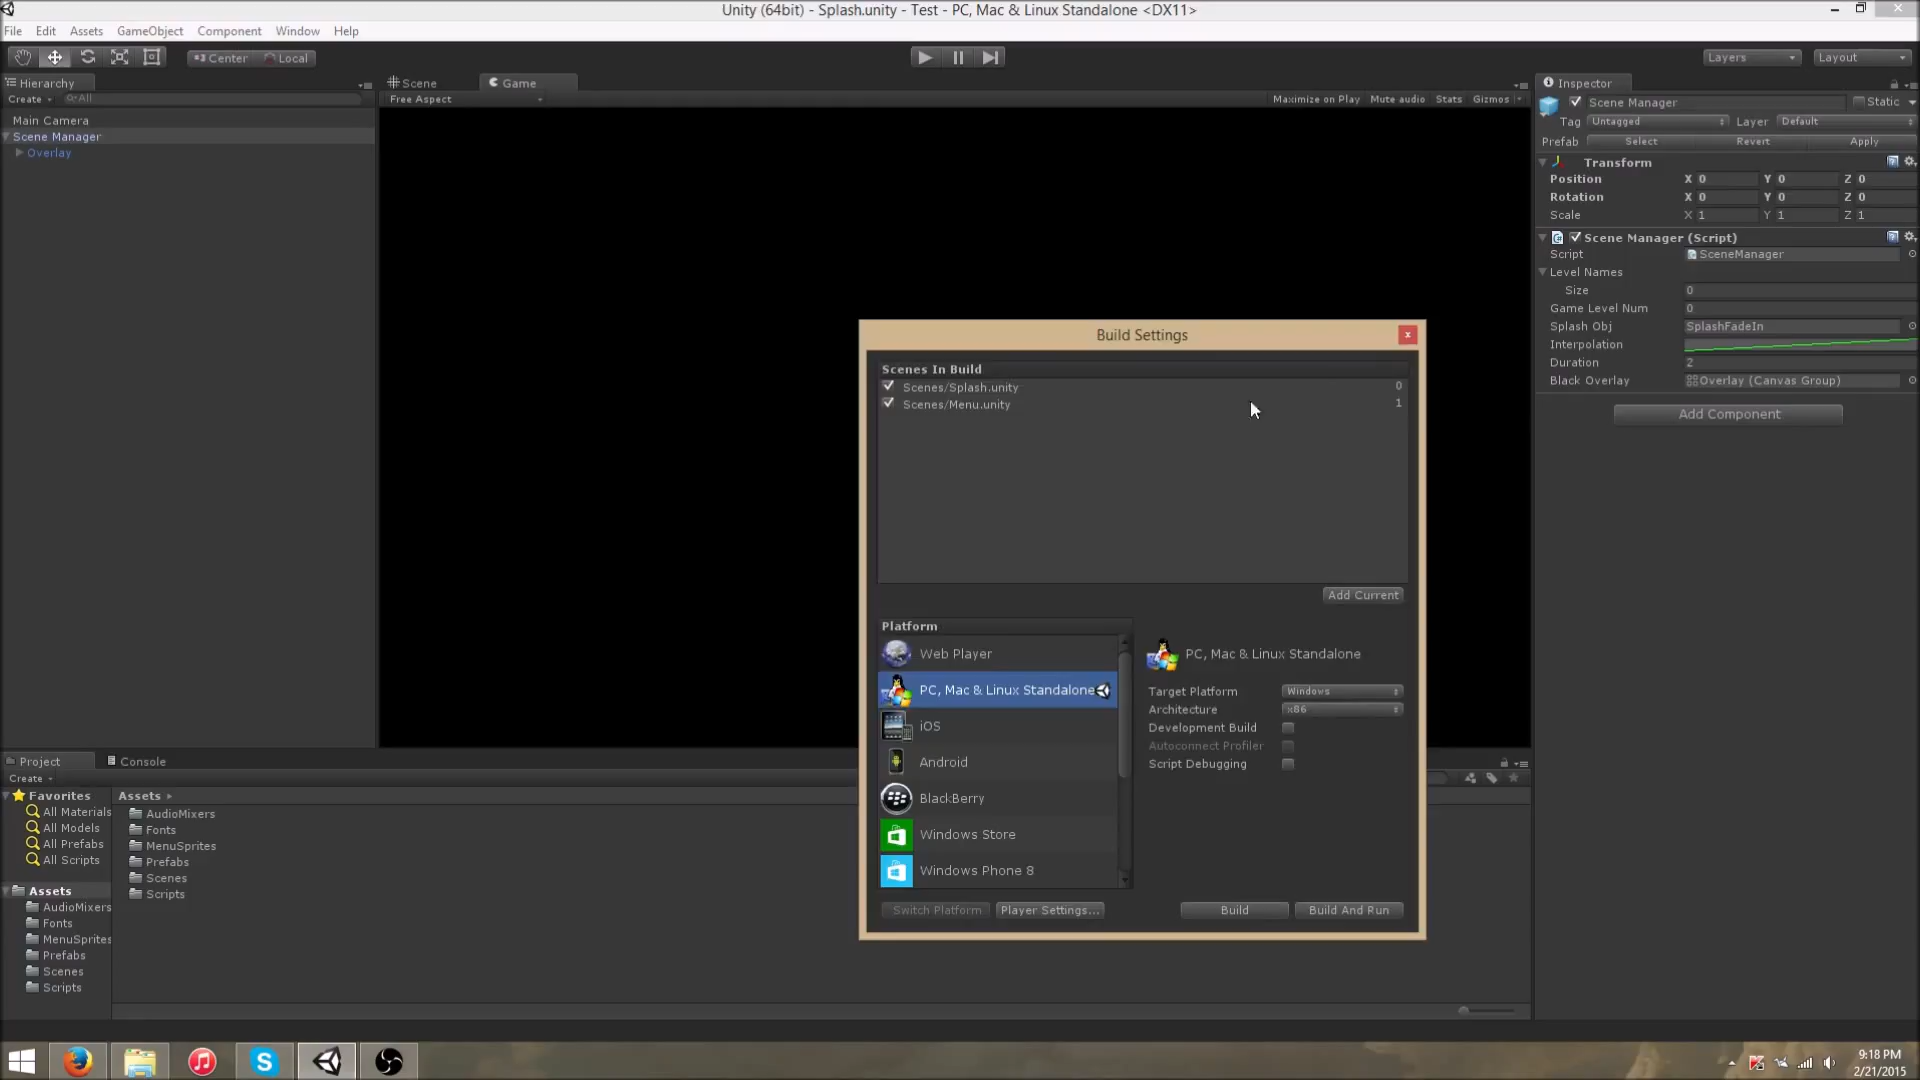 Unity (64bit) - Splash.unity - Test - PC, Mac & Linux Standalone <DX11>
File Edit Assets GameObject Component Window Help
Center Local Layers Layout
Hierarchy
Create All
Main Camera
Scene Manager
Overlay
Scene Game
Free Aspect Maximize on Play Mute audio Stats Gizmos
Inspector
Scene Manager Static
Tag Untagged Layer Default
Prefab Select Revert Apply
Transform
Position X 0 Y 0 Z 0
Rotation X 0 Y 0 Z 0
Scale X 1 Y 1 Z 1
Scene Manager (Script)
Script SceneManager
Level Names
Size 0
Game Level Num 0
Splash Obj SplashFadeIn
Interpolation
Duration 2
Black Overlay Overlay (Canvas Group)
Add Component
Build Settings
Scenes In Build
Scenes/Splash.unity 0
Scenes/Menu.unity 1
Add Current
Platform
Web Player
PC, Mac & Linux Standalone
iOS
Android
BlackBerry
Windows Store
Windows Phone 8
PC, Mac & Linux Standalone
Target Platform Windows
Architecture x86
Development Build
Autoconnect Profiler
Script Debugging
Switch Platform Player Settings... Build Build And Run
Project Console
Create
Favorites
All Materials
All Models
All Prefabs
All Scripts
Assets
AudioMixers
Fonts
MenuSprites
Prefabs
Scenes
Scripts
Assets
AudioMixers
Fonts
MenuSprites
Prefabs
Scenes
Scripts
9:18 PM
2/21/2015